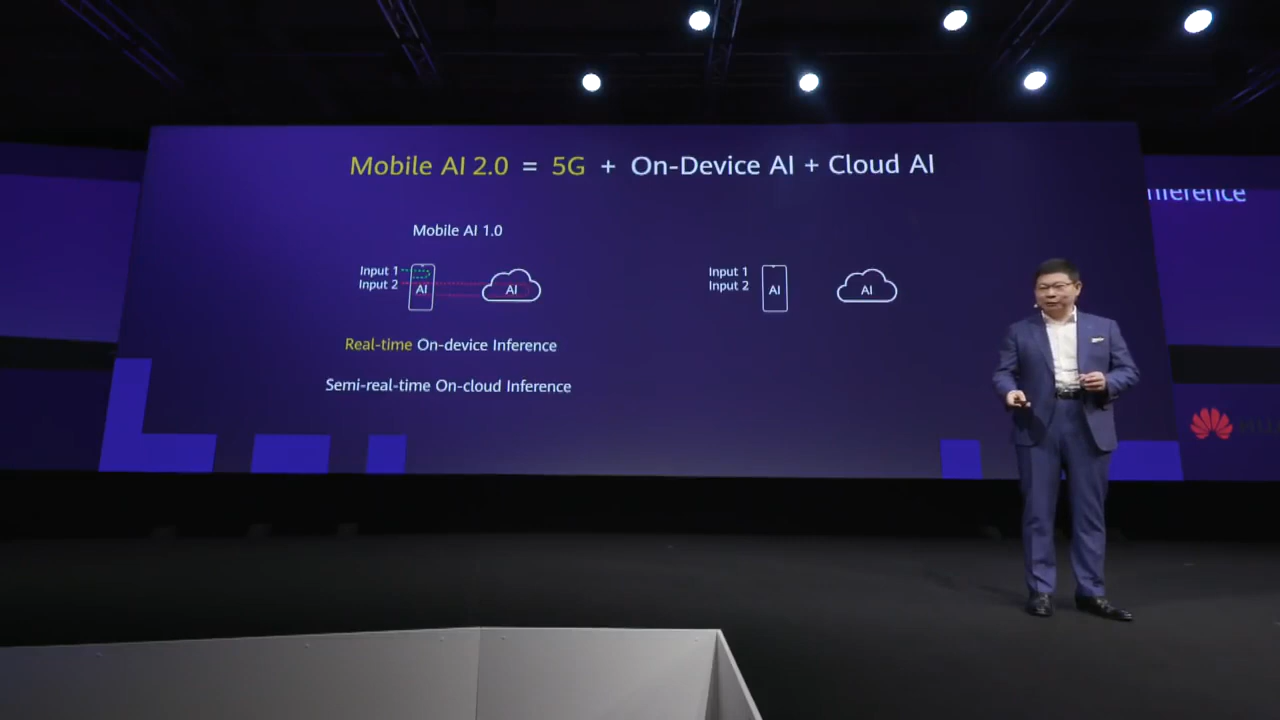 Mobile AI 2.0 = 5G + On-Device AI + Cloud AI
Mobile AI 1.0
Input 1
Input 2
AI
AI
Real-time On-device Inference
Semi-real-time On-cloud Inference
Input 1
Input 2
AI
AI